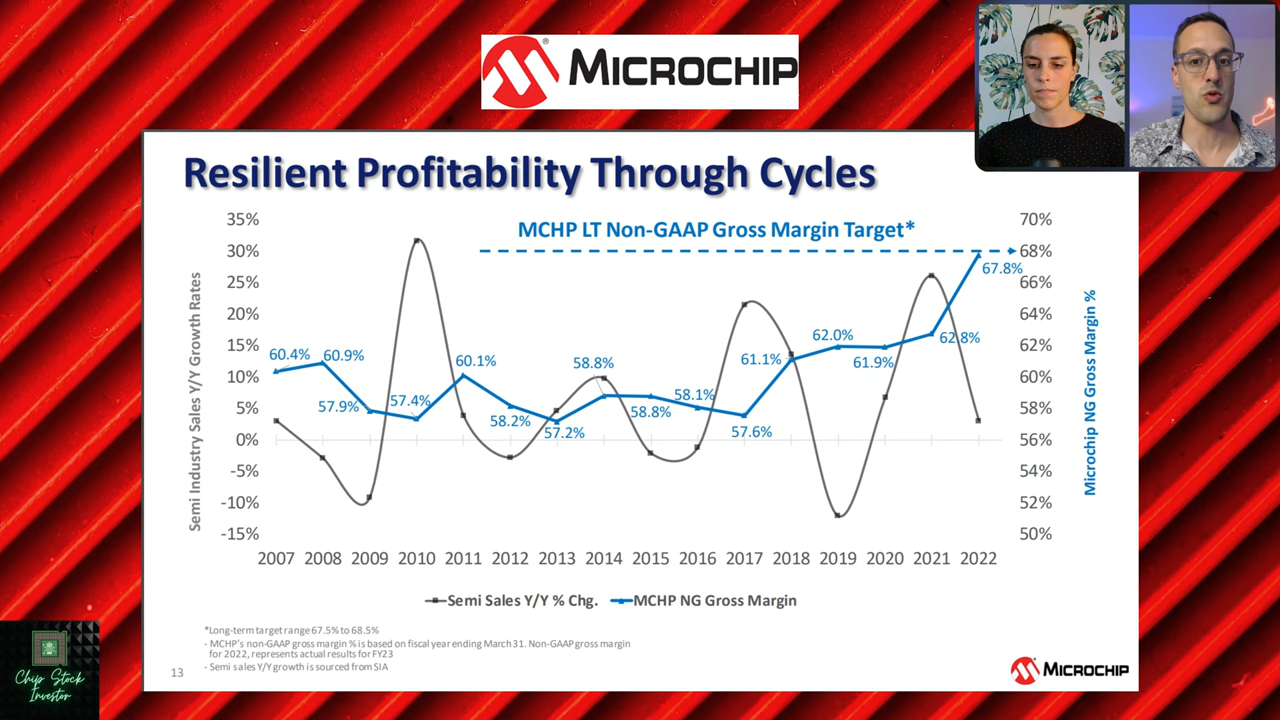 MICROCHIP
Resilient Profitability Through Cycles
MCHP LT Non-GAAP Gross Margin Target*
Semi Industry Sales Y/Y Growth Rates
35%
30%
25%
20%
15%
10%
5%
0%
-5%
-10%
-15%
60.4%
60.9%
57.9%
57.4%
60.1%
58.2%
57.2%
58.8%
58.8%
58.1%
57.6%
61.1%
62.0%
61.9%
62.8%
67.8%
70%
68%
66%
64%
62%
60%
58%
56%
54%
52%
50%
Microchip NG Gross Margin %
2007 2008 2009 2010 2011 2012 2013 2014 2015 2016 2017 2018 2019 2020 2021 2022
Semi Sales Y/Y % Chg. MCHP NG Gross Margin
*Long-term target range 67.5% to 68.5%
- MCHP's non-GAAP gross margin % is based on fiscal year ending March 31. Non-GAAP gross margin
for 2022, represents actual results for FY23
- Semi sales Y/Y growth is sourced from SIA
13
MICROCHIP
Chip Stock
Investor